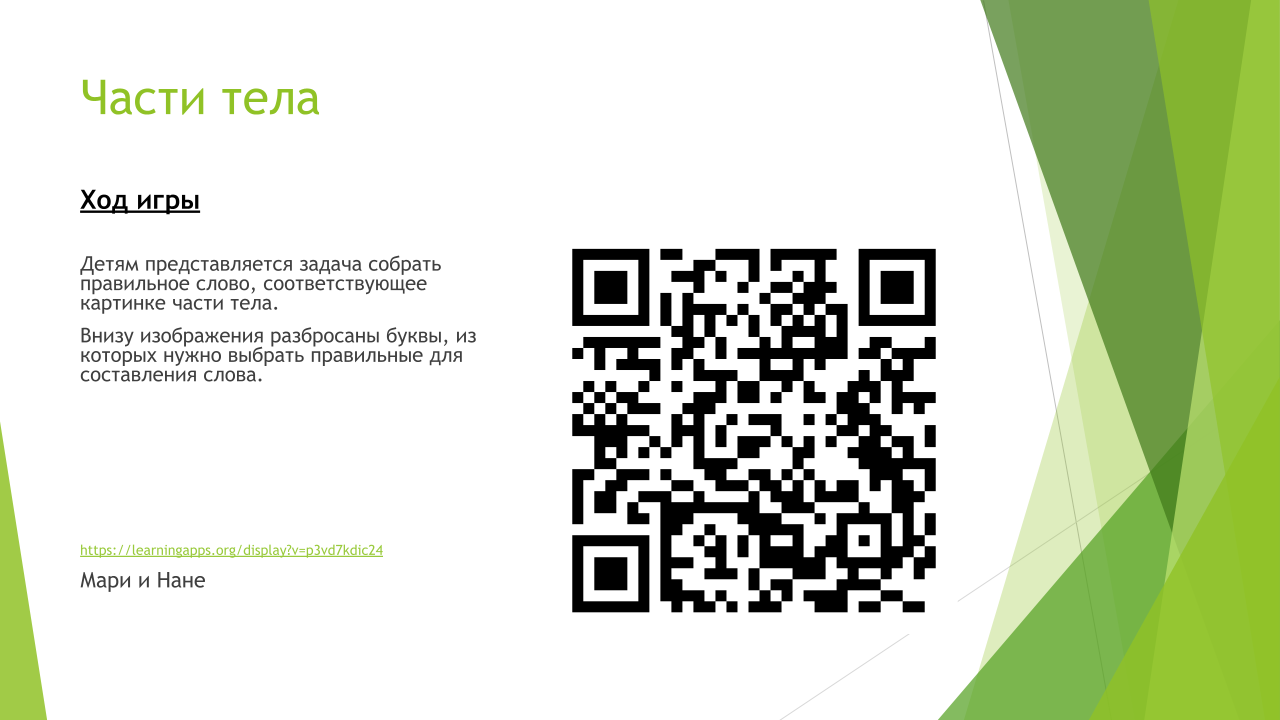 Части тела
Ход игры
Детям представляется задача собрать
правильное слово, соответствующее
картинке части тела.
Внизу изображения разбросаны буквы, из
которых нужно выбрать правильные для
составления слова.
https://learningapps.org/display?v=p3vd7kdic24
Мари и Нане